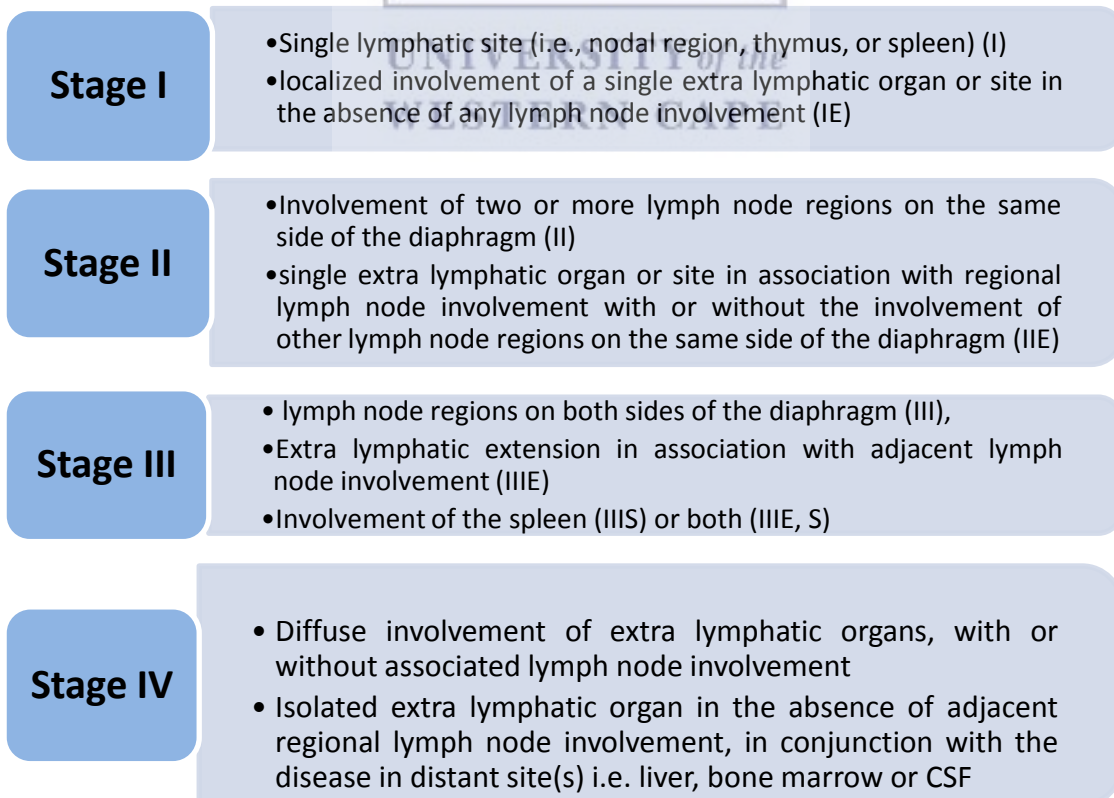 UNIVERSITY of the
WESTERN CAPE
Stage I
•Single lymphatic site (i.e., nodal region, thymus, or spleen) (I)
•localized involvement of a single extra lymphatic organ or site in
the absence of any lymph node involvement (IE)
Stage II
•Involvement of two or more lymph node regions on the same
side of the diaphragm (II)
•single extra lymphatic organ or site in association with regional
lymph node involvement with or without the involvement of
other lymph node regions on the same side of the diaphragm (IIE)
Stage III
• lymph node regions on both sides of the diaphragm (III),
•Extra lymphatic extension in association with adjacent lymph
node involvement (IIIE)
•Involvement of the spleen (IIIS) or both (IIIE, S)
Stage IV
• Diffuse involvement of extra lymphatic organs, with or
without associated lymph node involvement
• Isolated extra lymphatic organ in the absence of adjacent
regional lymph node involvement, in conjunction with the
disease in distant site(s) i.e. liver, bone marrow or CSF